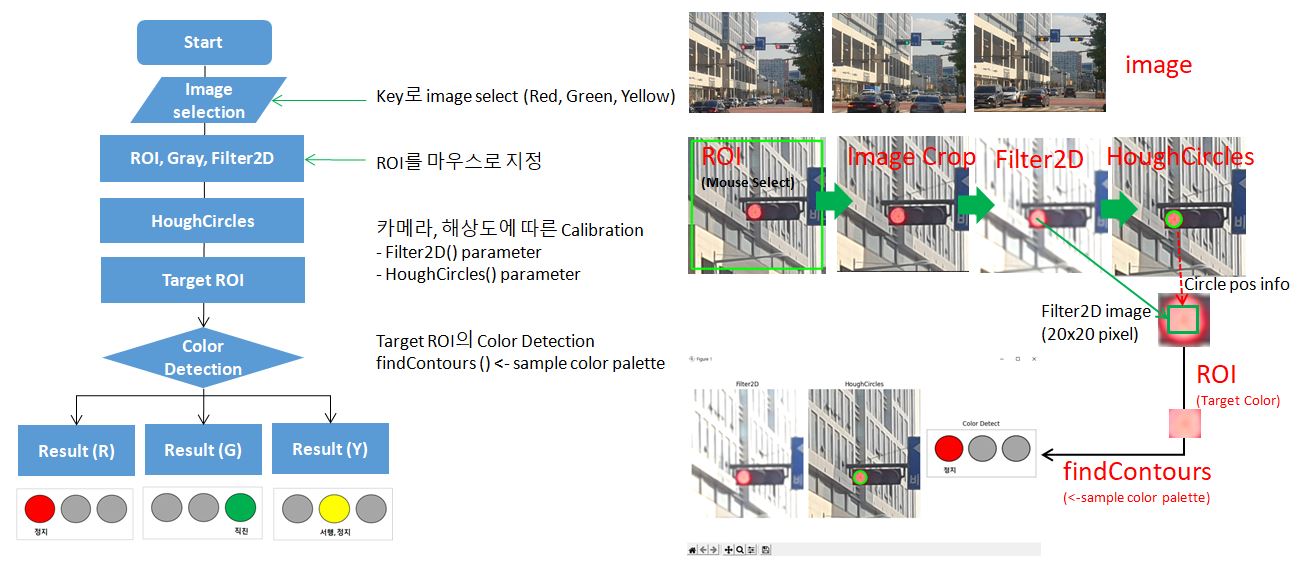 Start
Image
selection
Key로 image select (Red, Green, Yellow)
ROI, Gray, Filter2D
ROI를 마우스로 지정
HoughCircles
카메라, 해상도에 따른 Calibration
- Filter2D() parameter
- HoughCircles() parameter
Target ROI
Color
Detection
Target ROI의 Color Detection
findContours () <- sample color palette
Result (R)
Result (G)
Result (Y)
정지
직진
서행, 정지
image
ROI
(Mouse Select)
Image Crop
Filter2D
HoughCircles
비
비
비
Circle pos info
Filter2D image
(20x20 pixel)
ROI
(Target Color)
findContours
(<-sample color palette)
Figure 1
Filter2D
HoughCircles
Color Detect
비
비
정지